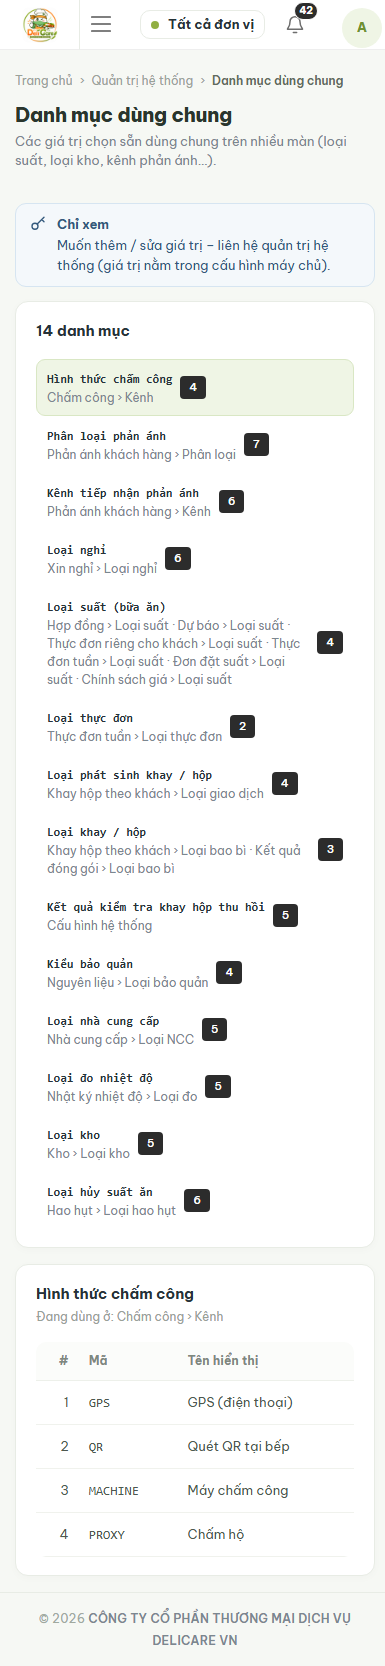 Tất cả đơn vị
42
A
Trang chủ › Quản trị hệ thống › Danh mục dùng chung
Danh mục dùng chung
Các giá trị chọn sẵn dùng chung trên nhiều màn (loại
suất, loại kho, kênh phản ánh…).
Chỉ xem
Muốn thêm / sửa giá trị – liên hệ quản trị hệ
thống (giá trị nằm trong cấu hình máy chủ).
14 danh mục
Hình thức chấm công
Chấm công › Kênh
4
Phân loại phản ánh
Phản ánh khách hàng › Phân loại
7
Kênh tiếp nhận phản ánh
Phản ánh khách hàng › Kênh
6
Loại nghỉ
Xin nghỉ › Loại nghỉ
6
Loại suất (bữa ăn)
Hợp đồng › Loại suất · Dự báo › Loại suất ·
Thực đơn riêng cho khách › Loại suất · Thực
đơn tuần › Loại suất · Đơn đặt suất › Loại
suất · Chính sách giá › Loại suất
4
Loại thực đơn
Thực đơn tuần › Loại thực đơn
2
Loại phát sinh khay / hộp
Khay hộp theo khách › Loại giao dịch
4
Loại khay / hộp
Khay hộp theo khách › Loại bao bì · Kết quả
đóng gói › Loại bao bì
3
Kết quả kiểm tra khay hộp thu hồi
Cấu hình hệ thống
5
Kiểu bảo quản
Nguyên liệu › Loại bảo quản
4
Loại nhà cung cấp
Nhà cung cấp › Loại NCC
5
Loại đo nhiệt độ
Nhật ký nhiệt độ › Loại đo
5
Loại kho
Kho › Loại kho
5
Loại hủy suất ăn
Hao hụt › Loại hao hụt
6
Hình thức chấm công
Đang dùng ở: Chấm công › Kênh
# Mã Tên hiển thị
1 GPS GPS (điện thoại)
2 QR Quét QR tại bếp
3 MACHINE Máy chấm công
4 PROXY Chấm hộ
© 2026 CÔNG TY CỔ PHẦN THƯƠNG MẠI DỊCH VỤ
DELICARE VN